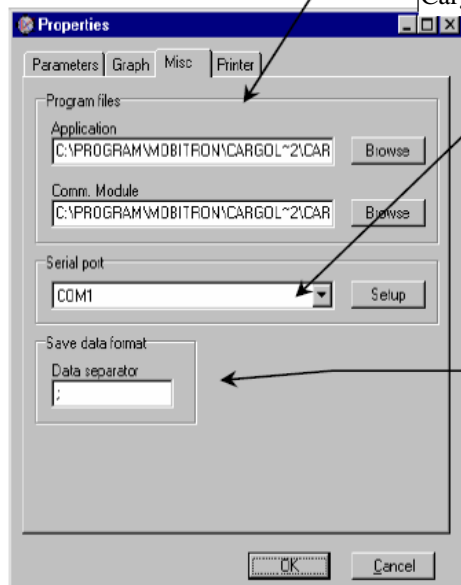 Properties
Parameters Graph Misc Printer
Program files
Application
C:\PROGRAM\MOBITRON\CARGOL~2\CAR Browse
Comm. Module
C:\PROGRAM\MOBITRON\CARGOL~2\CAR Browse
Serial port
COM1 Setup
Save data format
Data separator
;
OK Cancel